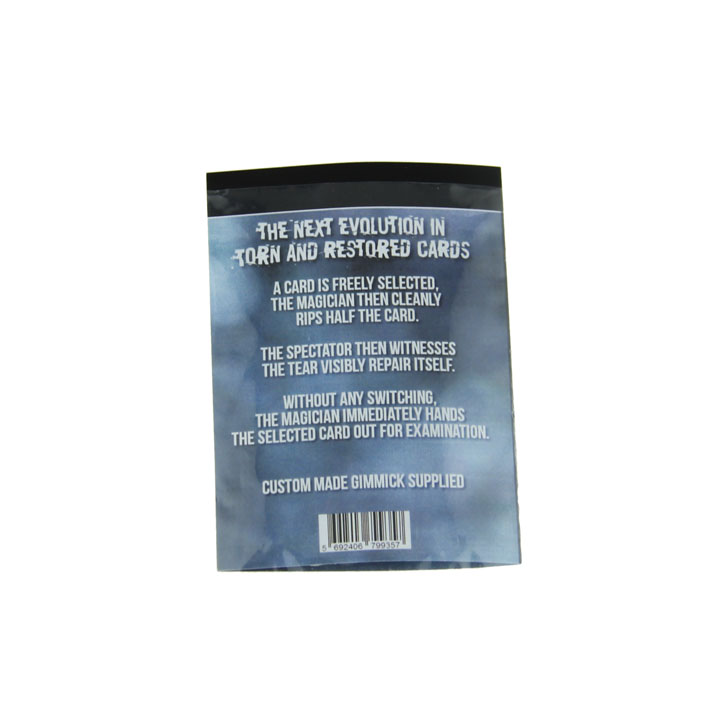 THE NEXT EVOLUTION IN
TORN AND RESTORED CARDS
A CARD IS FREELY SELECTED,
THE MAGICIAN THEN CLEANLY
RIPS HALF THE CARD.
THE SPECTATOR THEN WITNESSES
THE TEAR VISIBLY REPAIR ITSELF.
WITHOUT ANY SWITCHING,
THE MAGICIAN IMMEDIATELY HANDS
THE SELECTED CARD OUT FOR EXAMINATION.
CUSTOM MADE GIMMICK SUPPLIED
5 692406 799357